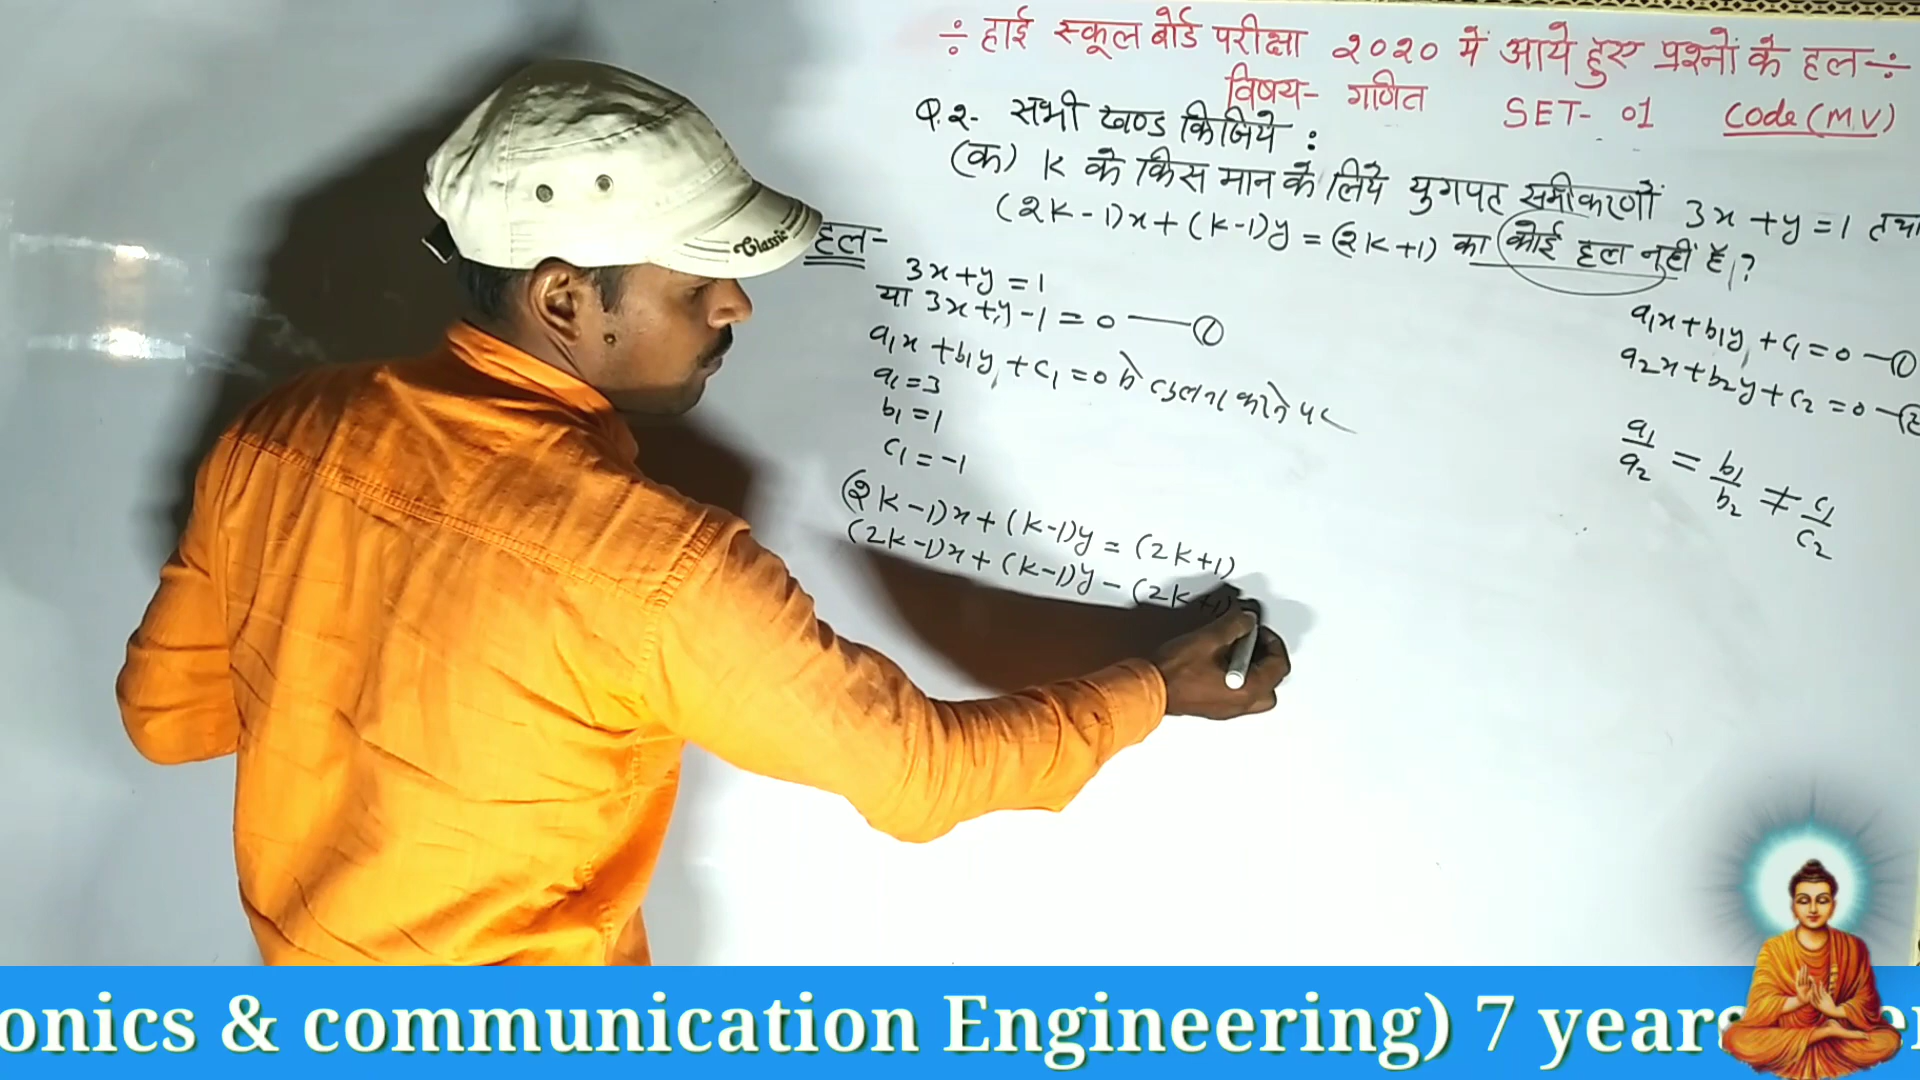 ÷ हाई स्कूल बोर्ड परीक्षा २०२० में आये हुए प्रश्नों के हल ÷
विषय- गणित SET- 01 Code (M V)
Q.२. सभी खण्ड किजिये :
(क) K के किस मान के लिये युगपत समीकरणों 3x + y = 1 तथा
(2K-1)x + (K-1)y = (2K+1) का कोई हल नहीं है ?
हल-
3x + y = 1
या 3x + y - 1 = 0 — ①
a₁x + b₁y + c₁ = 0 से तुलना करने पर
a₁ = 3
b₁ = 1
c₁ = -1
(2K-1)x + (K-1)y = (2K+1)
(2K-1)x + (K-1)y - (2K+1)
a₁x + b₁y + c₁ = 0 — ①
a₂x + b₂y + c₂ = 0 —
a₁/a₂ = b₁/b₂ ≠ c₁/c₂
Classic
onics & communication Engineering) 7 years